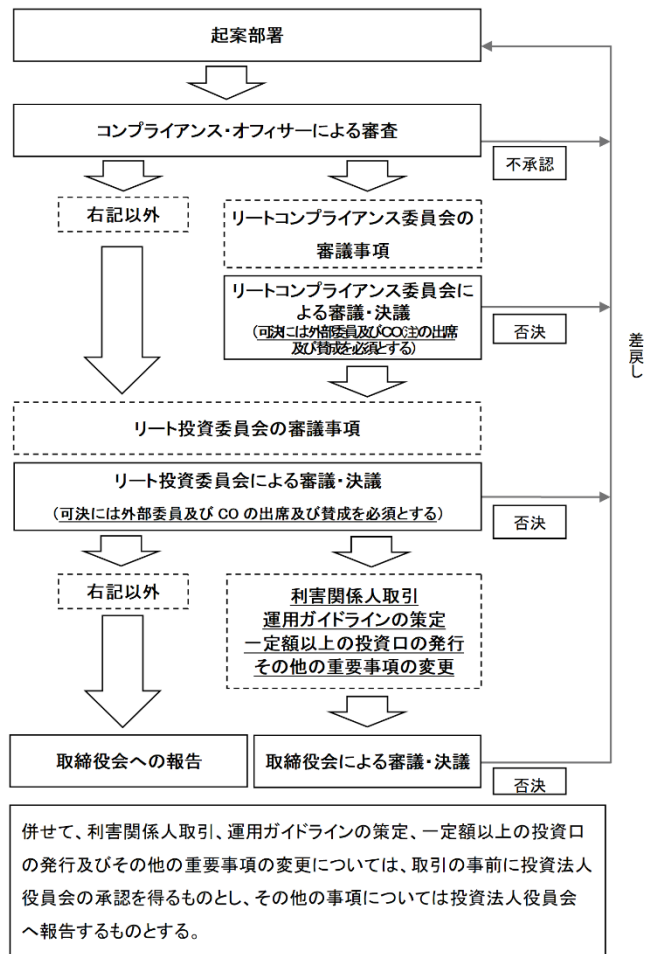 起案部署
コンプライアンス・オフィサーによる審査
不承認
右記以外
リートコンプライアンス委員会の
審議事項
リートコンプライアンス委員会に
よる審議・決議
(可決には外部委員及びCO(注)の出席
及び賛成を必須とする)
否決
差戻し
リート投資委員会の審議事項
リート投資委員会による審議・決議
(可決には外部委員及び CO の出席及び賛成を必須とする)
否決
右記以外
利害関係人取引
運用ガイドラインの策定
一定額以上の投資口の発行
その他の重要事項の変更
取締役会への報告
取締役会による審議・決議
否決
併せて、利害関係人取引、運用ガイドラインの策定、一定額以上の投資口
の発行及びその他の重要事項の変更については、取引の事前に投資法人
役員会の承認を得るものとし、その他の事項については投資法人役員会
へ報告するものとする。